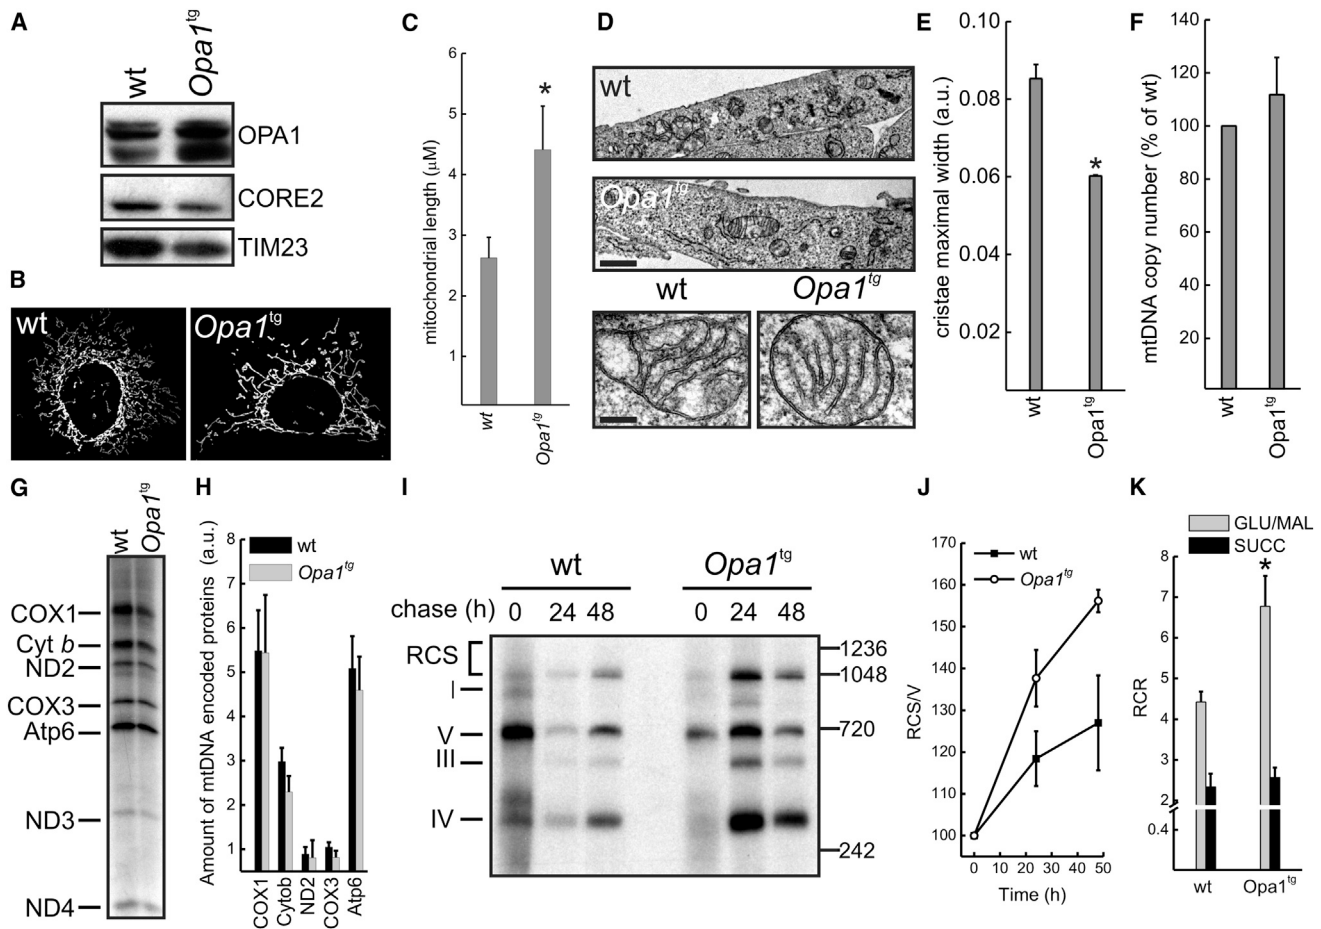 A
wt
Opa1tg
OPA1
CORE2
TIM23
B
wt
Opa1tg
C
mitochondrial length (μM)
6
5
4
3
2
1
*
wt
Opa1tg
D
wt
Opa1tg
wt
Opa1tg
E
cristae maximal width (a.u.)
0.10
0.08
0.06
0.04
0.02
*
wt
Opa1tg
F
mtDNA copy number (% of wt)
140
120
100
80
60
40
20
wt
Opa1tg
G
wt
Opa1tg
COX1
Cyt b
ND2
COX3
Atp6
ND3
ND4
H
Amount of mtDNA encoded proteins (a.u.)
8
7
6
5
4
3
2
1
wt
Opa1tg
COX1
Cytob
ND2
COX3
Atp6
I
wt
Opa1tg
chase (h) 0 24 48 0 24 48
RCS
I
V
III
IV
1236
1048
720
242
J
RCS/V
170
160
150
140
130
120
110
100
wt
Opa1tg
0 10 20 30 40 50
Time (h)
K
GLU/MAL
SUCC
RCR
8
7
6
5
4
3
2
0.4
*
wt
Opa1tg